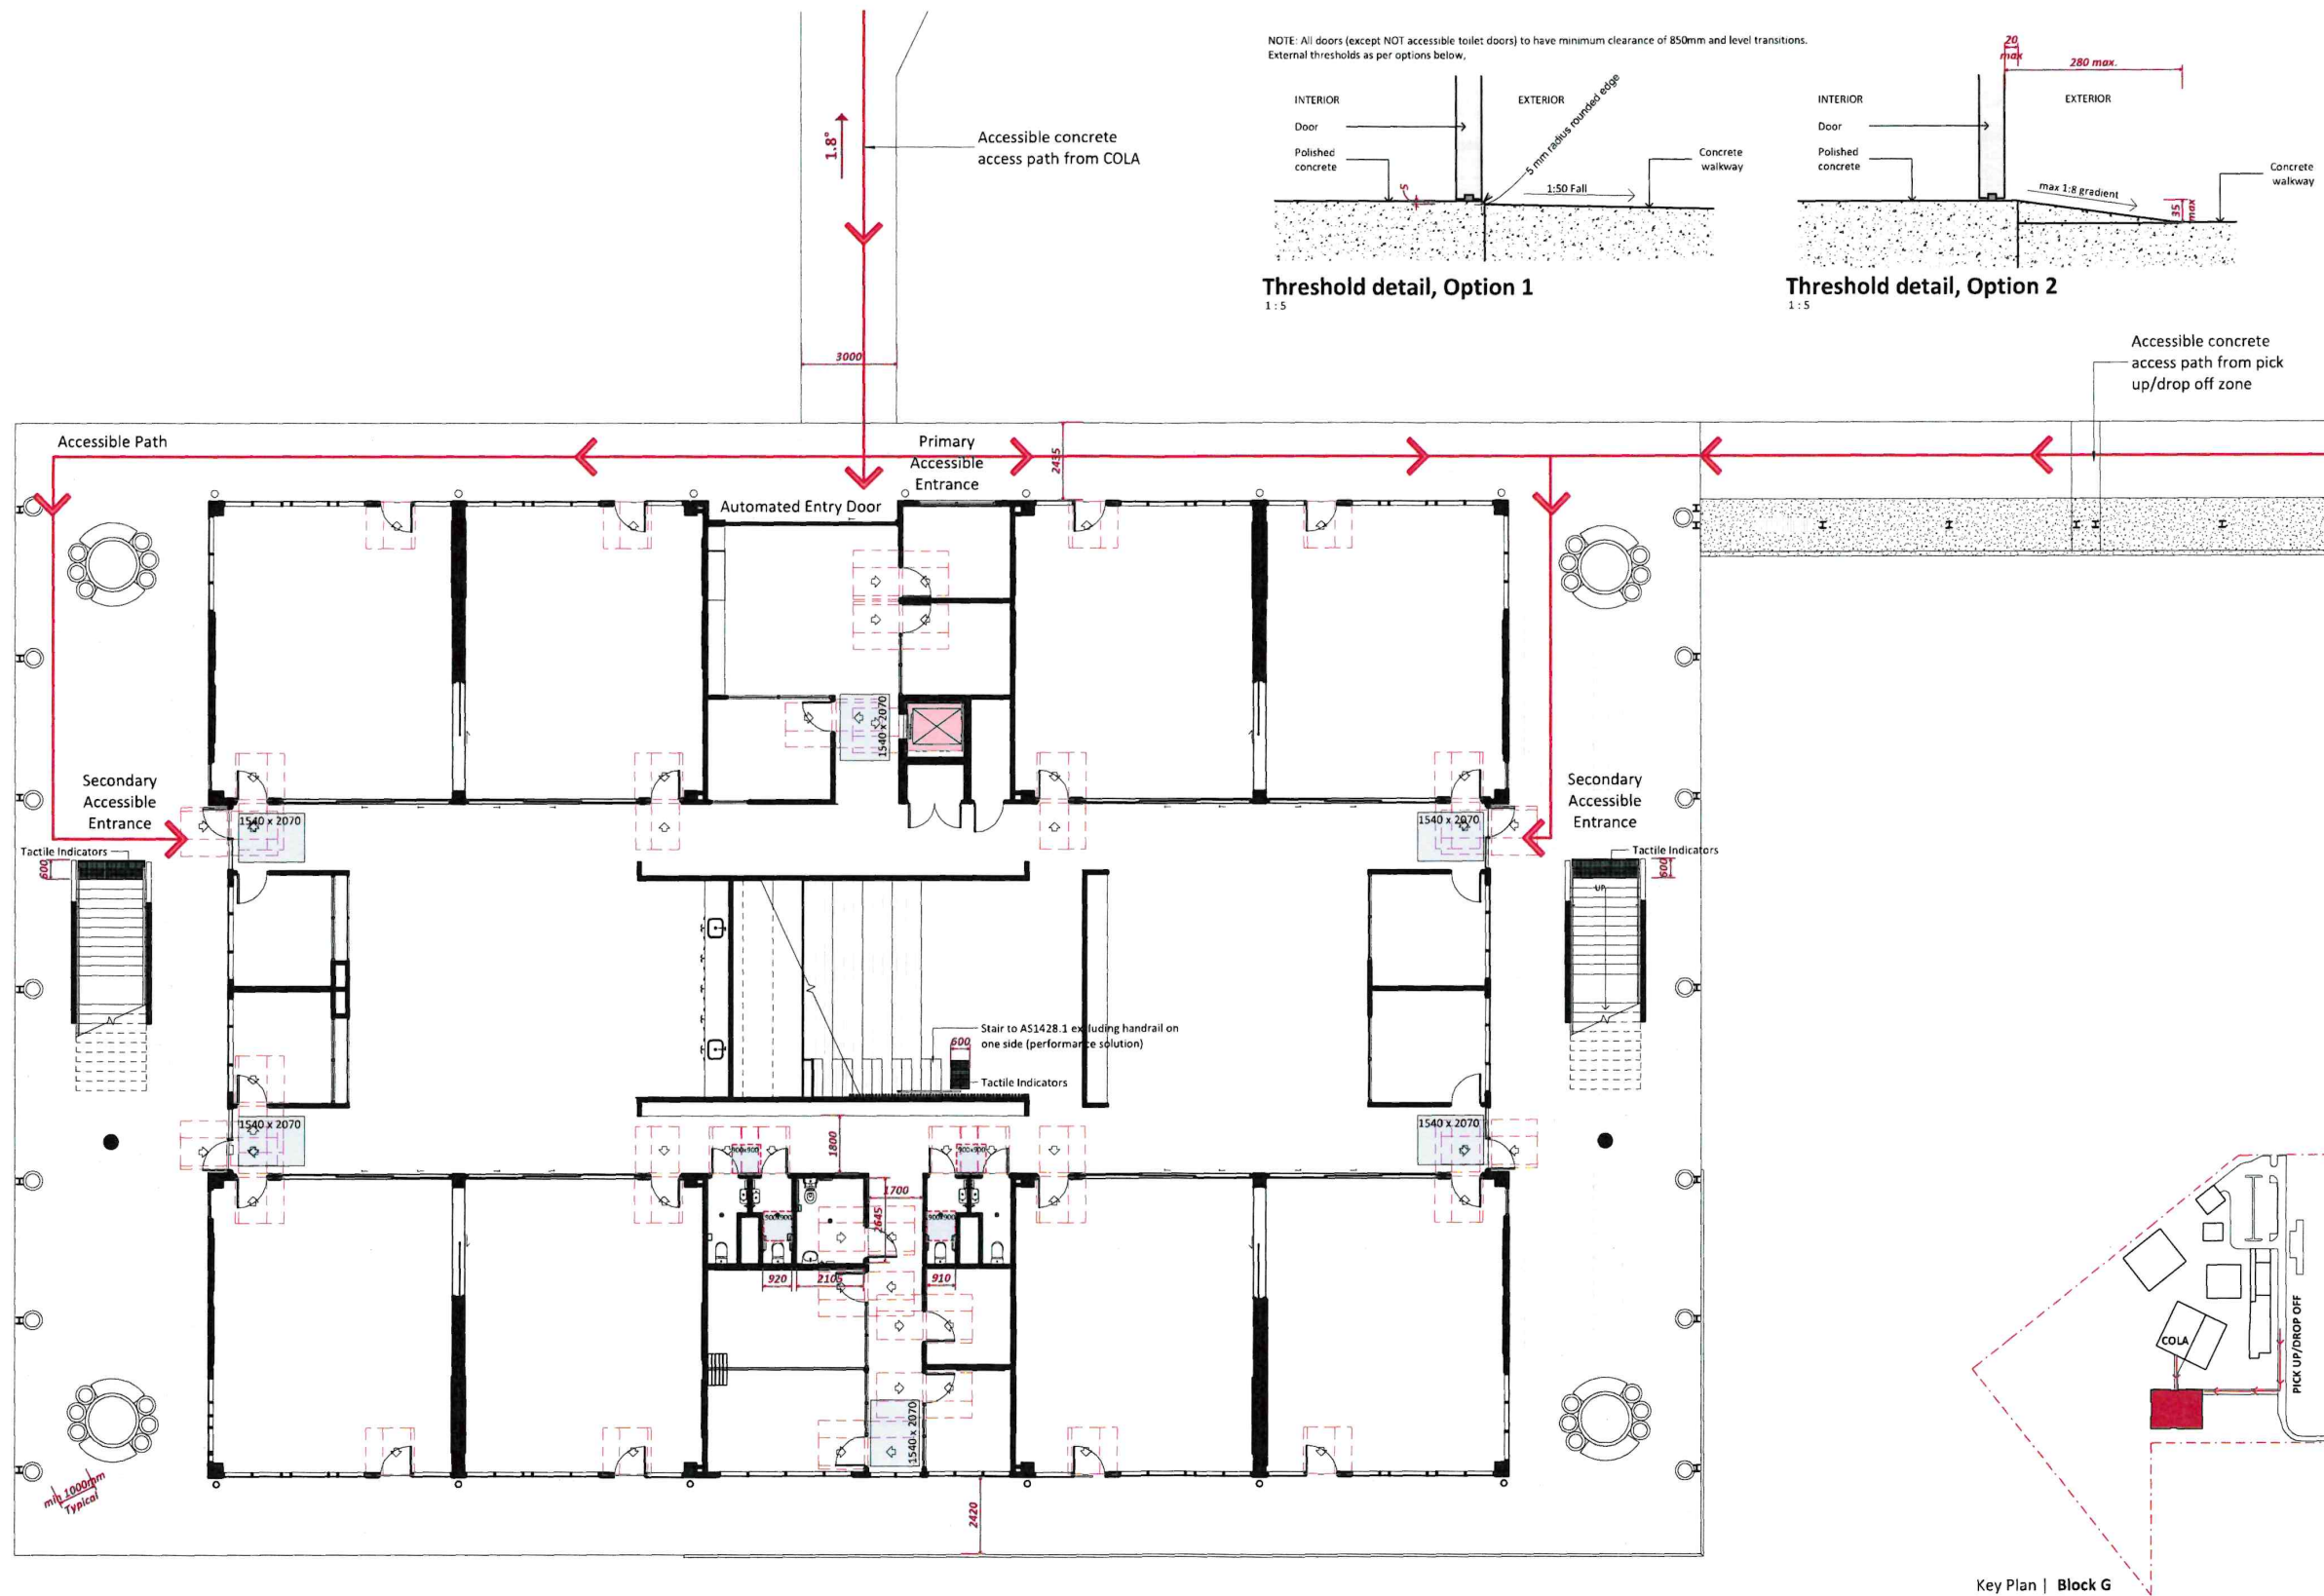 NOTE: All doors (except NOT accessible toilet doors) to have minimum clearance of 850mm and level transitions.
External thresholds as per options below,
INTERIOR
EXTERIOR
Door
Polished
concrete
5
5 mm radius rounded edge
1:50 Fall
Concrete
walkway
Threshold detail, Option 1
1 : 5
20
max
280 max.
INTERIOR
EXTERIOR
Door
Polished
concrete
max 1:8 gradient
35
max
Concrete
walkway
Threshold detail, Option 2
1 : 5
1.8°
Accessible concrete
access path from COLA
3000
Accessible concrete
access path from pick
up/drop off zone
Accessible Path
Primary
Accessible
Entrance
2435
Automated Entry Door
1540 x 2070
Secondary
Accessible
Entrance
1540 x 2070
Tactile Indicators
600
Secondary
Accessible
Entrance
1540 x 2070
Tactile Indicators
600
UP
Stair to AS1428.1 excluding handrail on
one side (performance solution)
600
Tactile Indicators
1540 x 2070
1540 x 2070
1800
900x900
900x900
1700
2645
900x900
900x900
920
2105
910
1540 x 2070
min 1000mm
Typical
2420
COLA
PICK UP/DROP OFF
Key Plan | Block G